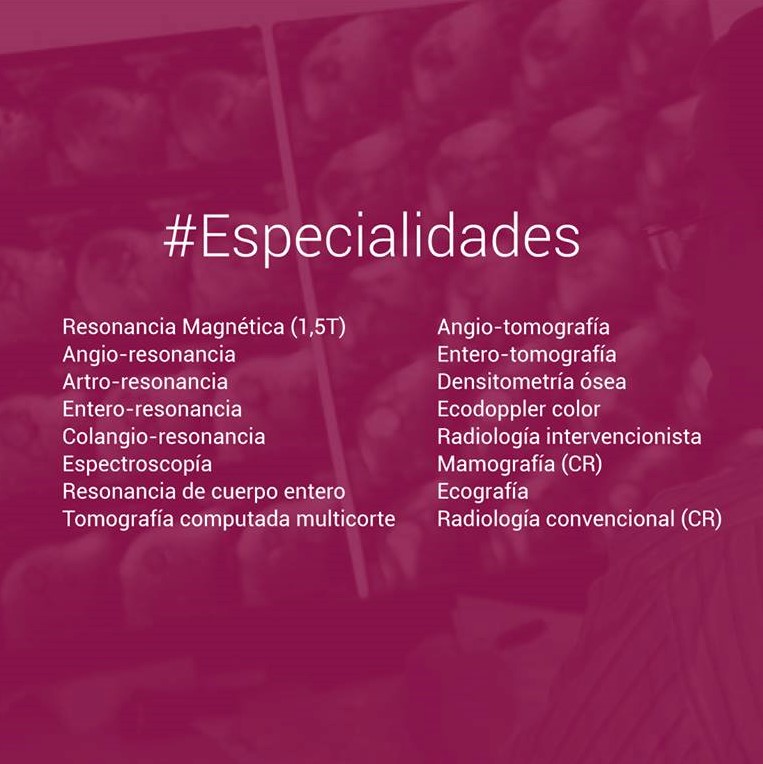 #Especialidades
Resonancia Magnética (1,5T)
Angio-resonancia
Artro-resonancia
Entero-resonancia
Colangio-resonancia
Espectroscopía
Resonancia de cuerpo entero
Tomografía computada multicorte
Angio-tomografía
Entero-tomografía
Densitometría ósea
Ecodoppler color
Radiología intervencionista
Mamografía (CR)
Ecografía
Radiología convencional (CR)